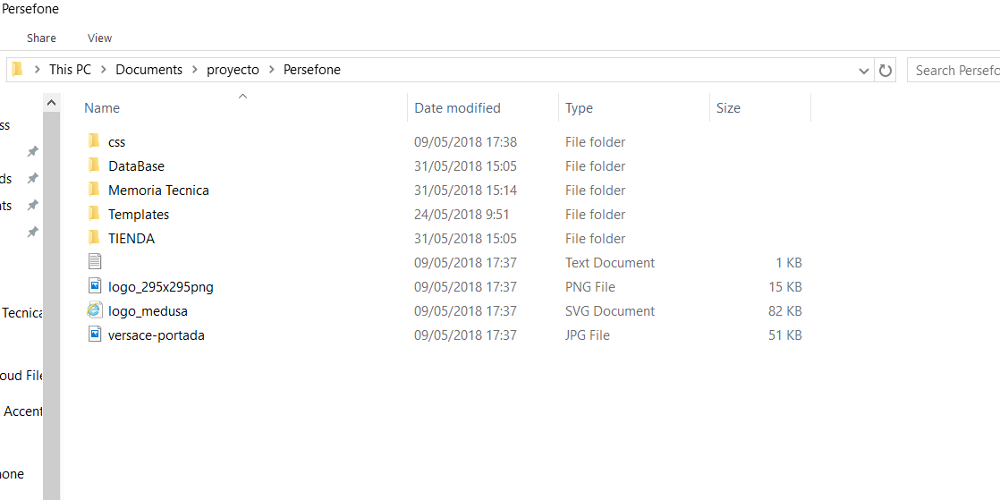 Persefone
Share View
This PC > Documents > proyecto > Persefone
Search Persefo
Name Date modified Type Size
ss
ds
nts
Tecnica
oud File
Accent
hone
css 09/05/2018 17:38 File folder
DataBase 31/05/2018 15:05 File folder
Memoria Tecnica 31/05/2018 15:14 File folder
Templates 24/05/2018 9:51 File folder
TIENDA 31/05/2018 15:05 File folder
09/05/2018 17:37 Text Document 1 KB
logo_295x295png 09/05/2018 17:37 PNG File 15 KB
logo_medusa 09/05/2018 17:37 SVG Document 82 KB
versace-portada 09/05/2018 17:37 JPG File 51 KB